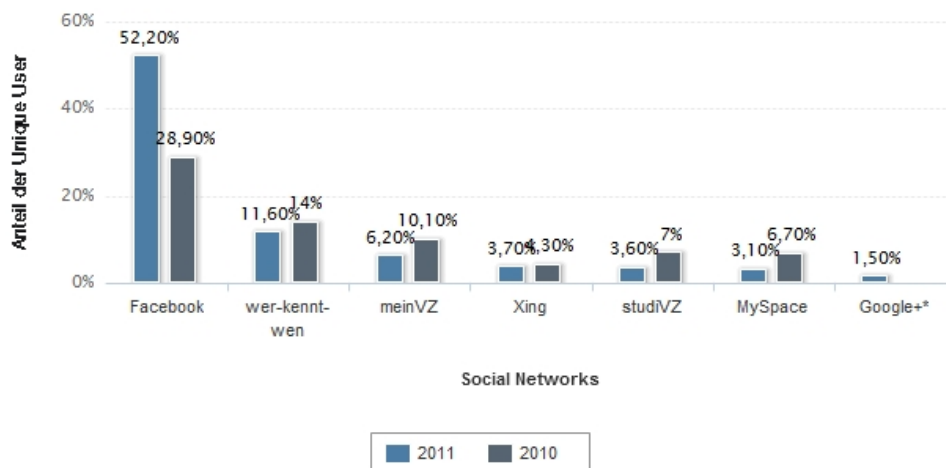 Anteil der Unique User
60%
40%
20%
0%
52,20%
28,90%
11,60%
14%
6,20%
10,10%
3,70%
4,30%
3,60%
7%
3,10%
6,70%
1,50%
Facebook
wer-kennt-
wen
meinVZ
Xing
studiVZ
MySpace
Google+*
Social Networks
2011
2010